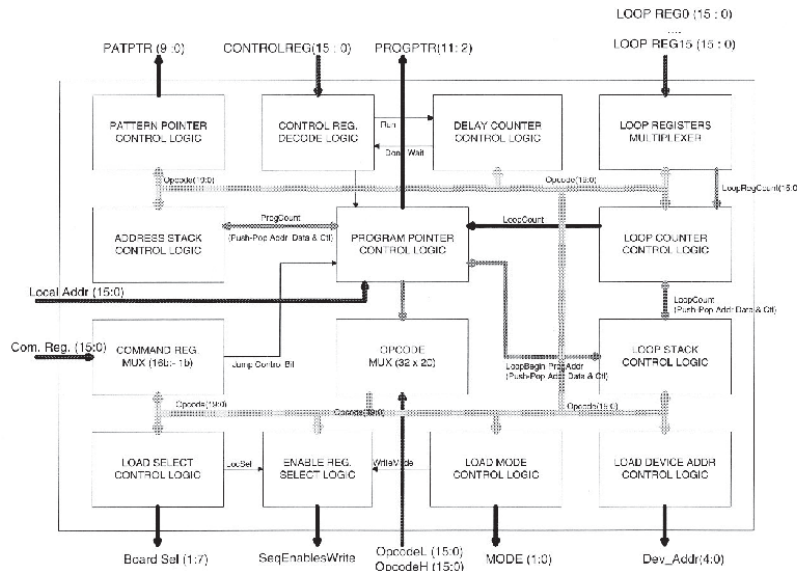 LOOP REG0 (15 : 0)
....
LOOP REG15 (15 : 0)
PATPTR (9 :0)
CONTROLREG(15 : 0)
PROGPTR(11: 2)
PATTERN POINTER
CONTROL LOGIC
CONTROL REG.
DECODE LOGIC
Run
Done Wait
DELAY COUNTER
CONTROL LOGIC
LOOP REGISTERS
MULTIPLEXER
Opcode(19:0)
Opcode(19:0)
LoopRegCount(15:0
ADDRESS STACK
CONTROL LOGIC
ProgCount
(Push-Pop Addr Data & Ctl)
PROGRAM POINTER
CONTROL LOGIC
LoopCount
LOOP COUNTER
CONTROL LOGIC
Local Addr (15:0)
LoopCount
(Push-Pop Addr Data & Ctl)
Com. Reg. (15:0)
COMMAND REG.
MUX (16b:- 1b)
Jump Control Bit
OPCODE
MUX (32 x 20)
LoopBegin ProgAddr
(Push-Pop Addr Data & Ctl)
LOOP STACK
CONTROL LOGIC
Opcode(19:0)
Opcode(19:0)
Opcode(19:0)
LOAD SELECT
CONTROL LOGIC
LocSel
ENABLE REG.
SELECT LOGIC
WriteMode
LOAD MODE
CONTROL LOGIC
LOAD DEVICE ADDR
CONTROL LOGIC
Board Sel (1:7)
SeqEnablesWrite
OpcodeL (15:0)
OpcodeH (15:0)
MODE (1:0)
Dev_Addr(4:0)